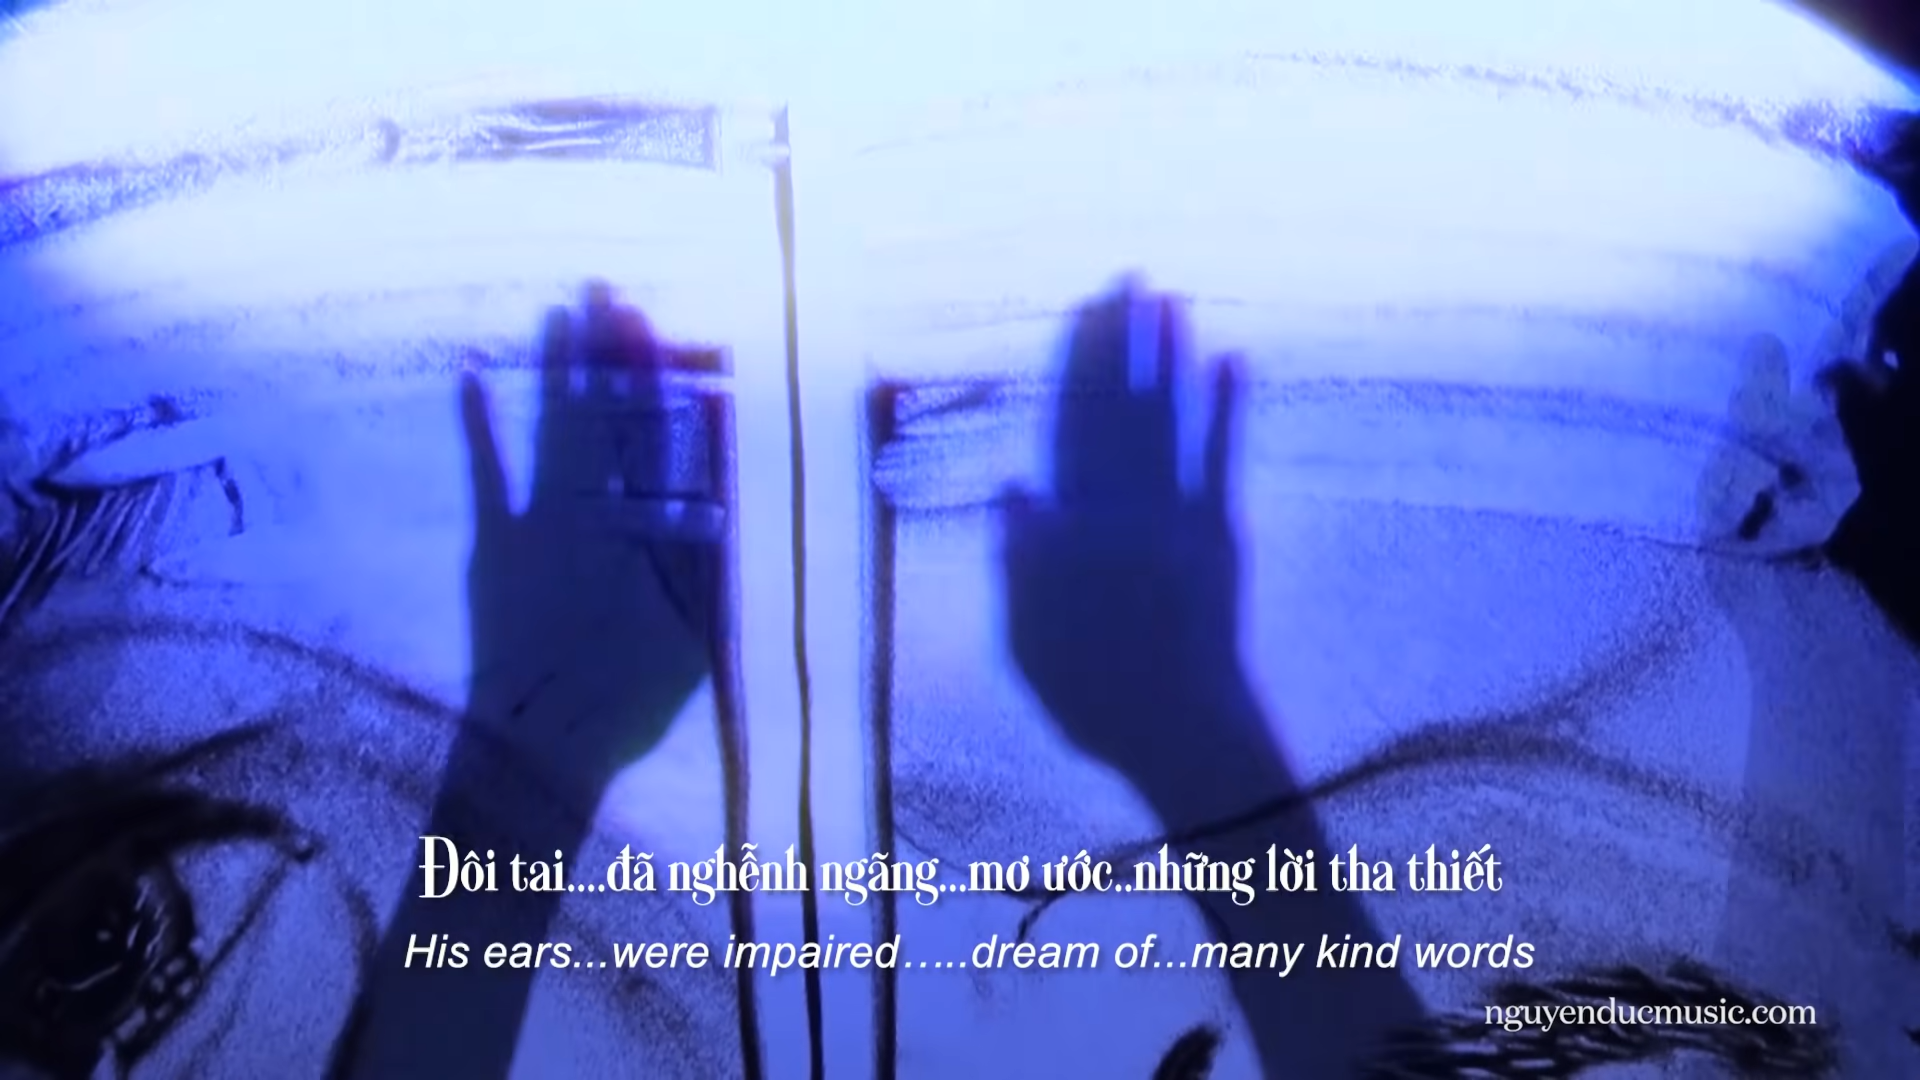 Đôi tai....đã nghễnh ngãng...mơ ước..những lời tha thiết
His ears...were impaired…..dream of...many kind words
nguyenducmusic.com